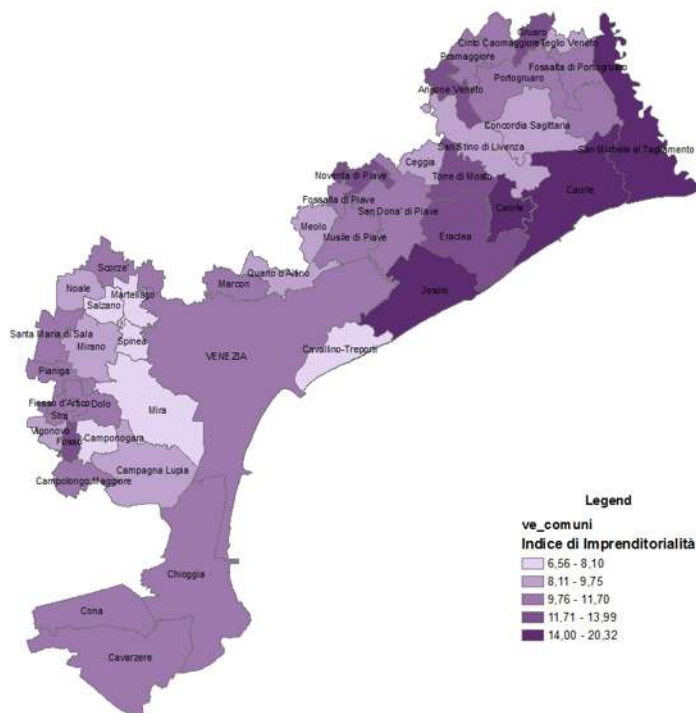 Gruaro
Cinto Caomaggiore
Teglio Veneto
Pramaggiore
Fossalta di Portogruaro
Portogruaro
Annone Veneto
Concordia Sagittaria
San Stino di Livenza
San Michele al Tagliamento
Ceggia
Noventa di Piave
Torre di Mosto
Caorle
Fossalta di Piave
Caorle
San Dona' di Piave
Meolo
Musile di Piave
Eraclea
Scorze'
Quarto d'Altino
Marcon
Noale
Martellago
Jesolo
Salzano
Santa Maria di Sala
Spinea
Mirano
Cavallino-Treporti
VENEZIA
Pianiga
Fiesso d'Artico
Dolo
Mira
Stra
Vigonovo
Fosso'
Camponogara
Campagna Lupia
Campolongo Maggiore
Chioggia
Cona
Cavarzere
Legend
ve_comuni
Indice di Imprenditorialità
6,56 - 8,10
8,11 - 9,75
9,76 - 11,70
11,71 - 13,99
14,00 - 20,32